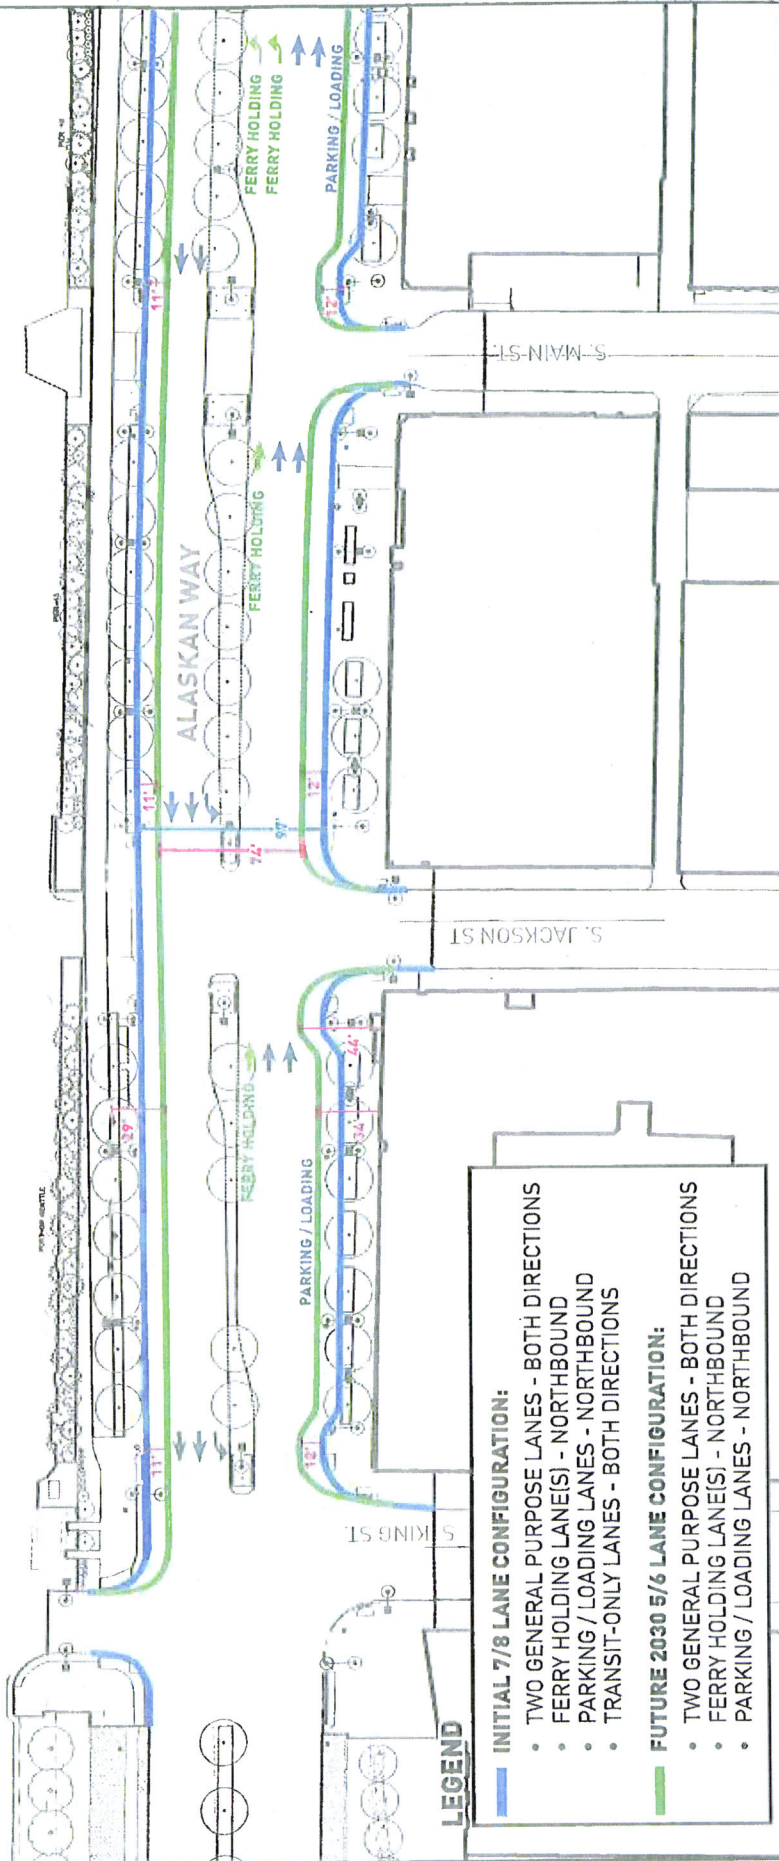 PIER 48
FERRY HOLDING
FERRY HOLDING
PARKING / LOADING
11'
12'
S. MAIN ST.
FERRY HOLDING
ALASKAN WAY
11'
12'
97'
74'
S. JACKSON ST
44'
29'
34'
FERRY HOLDING
PARKING / LOADING
11'
12'
S. KING ST.
LEGEND
INITIAL 7/8 LANE CONFIGURATION:
• TWO GENERAL PURPOSE LANES - BOTH DIRECTIONS
• FERRY HOLDING LANE(S) - NORTHBOUND
• PARKING / LOADING LANES - NORTHBOUND
• TRANSIT-ONLY LANES - BOTH DIRECTIONS
FUTURE 2030 5/6 LANE CONFIGURATION:
• TWO GENERAL PURPOSE LANES - BOTH DIRECTIONS
• FERRY HOLDING LANE(S) - NORTHBOUND
• PARKING / LOADING LANES - NORTHBOUND